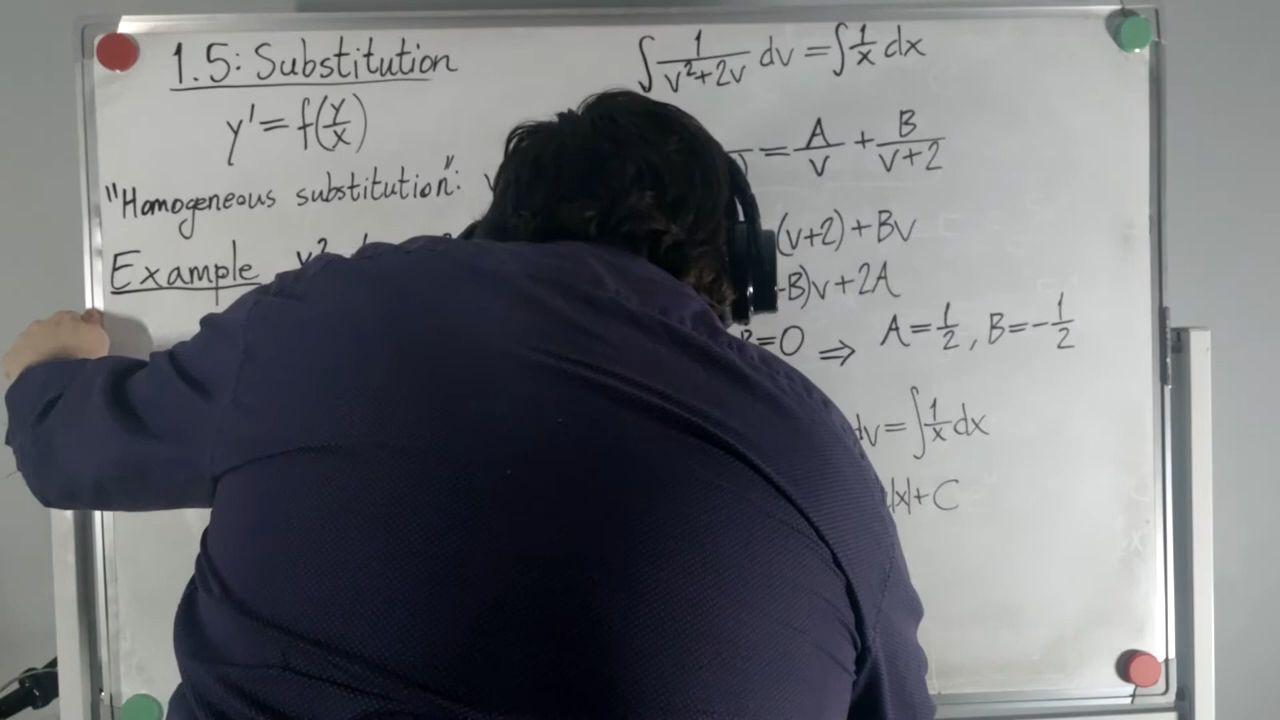 1.5: Substitution
y' = f(y/x)
"Homogeneous substitution":
Example
∫ 1/(v²+2v) dv = ∫ 1/x dx
= A/v + B/(v+2)
(v+2) + Bv
B)v + 2A
=0 ⇒ A = 1/2, B = -1/2
dv = ∫ 1/x dx
|x| + C